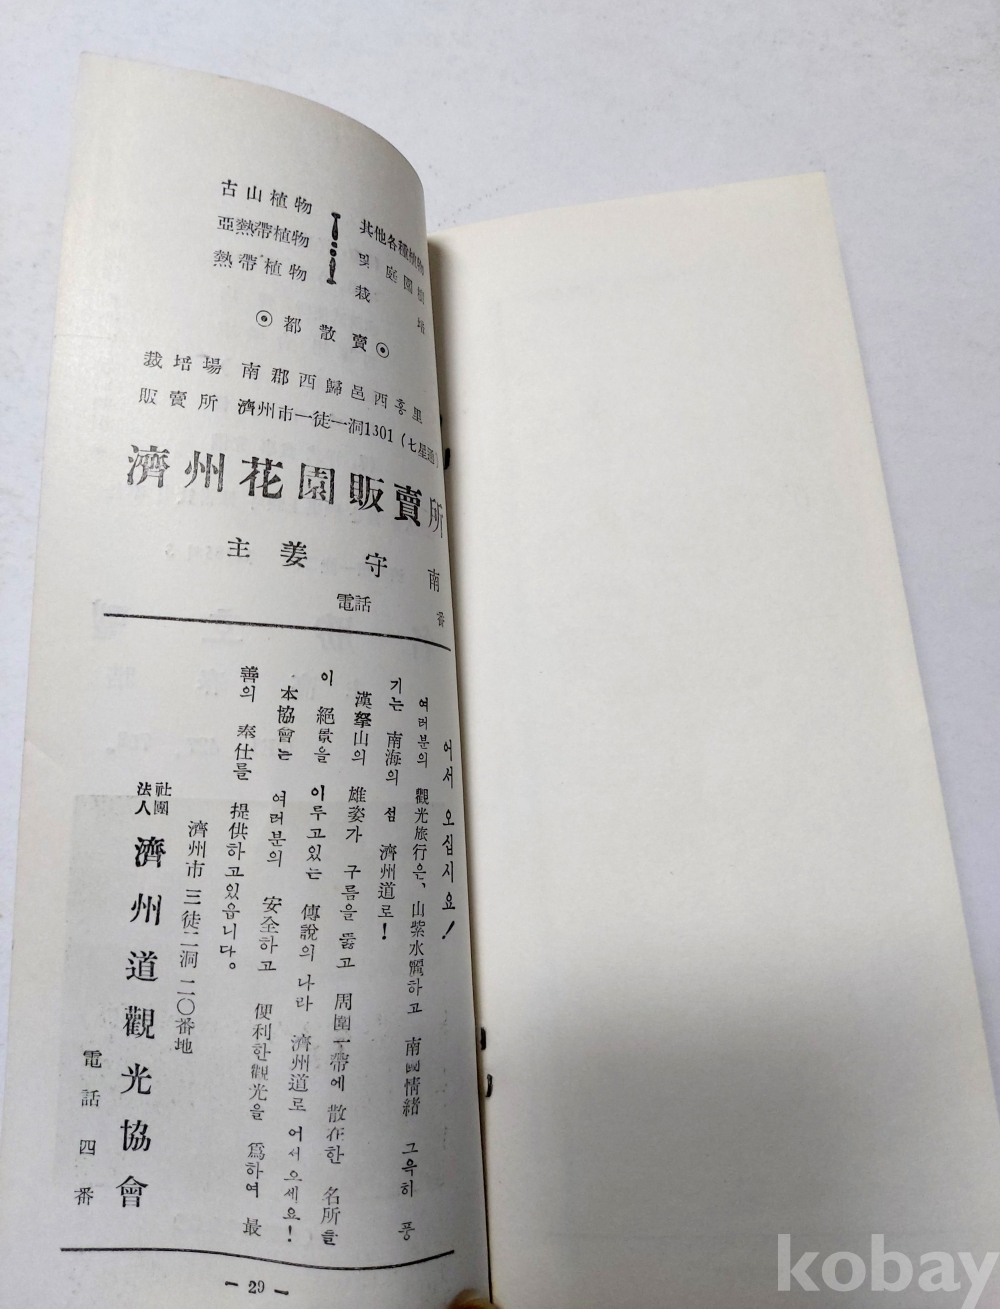 古山植物
亞熱帶植物
熱帶植物
其他各種植物
및 庭園樹
栽培
⊙都散賣⊙
栽培場 南郡西歸邑西烘里
販賣所 濟州市一徒一洞1301 (七星通)
濟州花園販賣所
主 姜守南
電話 番
어서 오십시요!
여러분의 觀光旅行은, 山紫水麗하고 南國情緖 그윽히 풍
기는 南海의 섬 濟州道로!
漢拏山의 雄姿가 구름을 뚫고 周圍一帶에 散在한 名所들
이 絕景을 이루고있는 傳說의 나라 濟州道로 어서오세요!
本協會는 여러분의 安全하고 便利한 觀光을 爲하여 最
善의 奉仕를 提供하고있읍니다。
濟州市 三徒二洞 二〇番地
社團法人 濟州道觀光協會
電話 四番
- 29 -
kobay